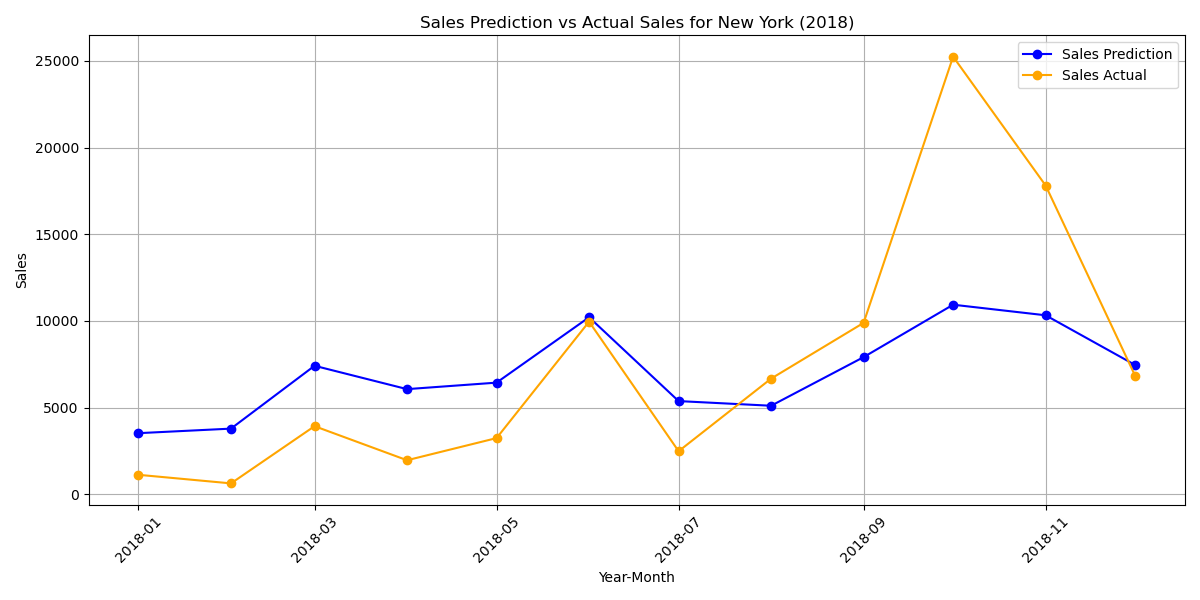 Sales Prediction vs Actual Sales for New York (2018)
Sales Prediction
Sales Actual
Sales
25000
20000
15000
10000
5000
0
2018-01
2018-03
2018-05
2018-07
2018-09
2018-11
Year-Month